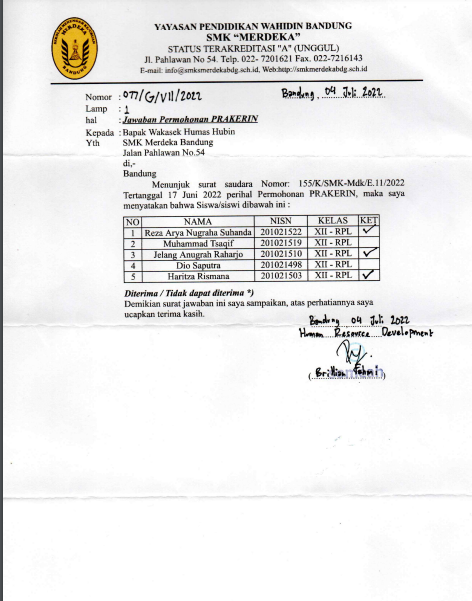 YAYASAN PENDIDIKAN WAHIDIN BANDUNG
SMK “MERDEKA”
STATUS TERAKREDITASI "A" (UNGGUL)
Jl. Pahlawan No 54. Telp. 022- 7201621 Fax. 022-7216143
E-mail: info@smksmerdekabdg.sch.id, Web:http://smkmerdekabdg.sch.id
MERDEKA
BANDUNG
Nomor : 077/G/VII/2022 Bandung, 04 Juli 2022
Lamp : 1
hal : Jawaban Permohonan PRAKERIN
Kepada : Bapak Wakasek Humas Hubin
Yth SMK Merdeka Bandung
Jalan Pahlawan No.54
di,-
Bandung
Menunjuk surat saudara Nomor: 155/K/SMK-Mdk/E.11/2022
Tertanggal 17 Juni 2022 perihal Permohonan PRAKERIN, maka saya
menyatakan bahwa Siswa/siswi dibawah ini :
NO NAMA NISN KELAS KET
1 Reza Arya Nugraha Suhanda 201021522 XII - RPL ✓
2 Muhammad Tsaqif 201021519 XII - RPL
3 Jelang Anugrah Raharjo 201021510 XII - RPL ✓
4 Dio Saputra 201021498 XII - RPL
5 Haritza Rismana 201021503 XII - RPL ✓
Diterima / Tidak dapat diterima *)
Demikian surat jawaban ini saya sampaikan, atas perhatiannya saya
ucapkan terima kasih.
Bandung 04 Juli 2022
Human Resource Development
( Brillian Fahmi )